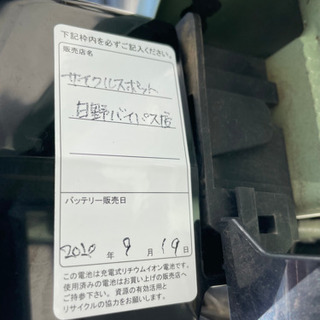 下記枠内を必ずご記入ください。
販売店名
サイクルスポット
日野バイパス店
バッテリー販売日
2020 年 9 月 19 日
この電池は充電式リチウムイオン電池です。
使用済みの電池はお買い上げの販売店へ
ご持参下さい。資源の有効活用と
リサイクルの協力をお願いします。